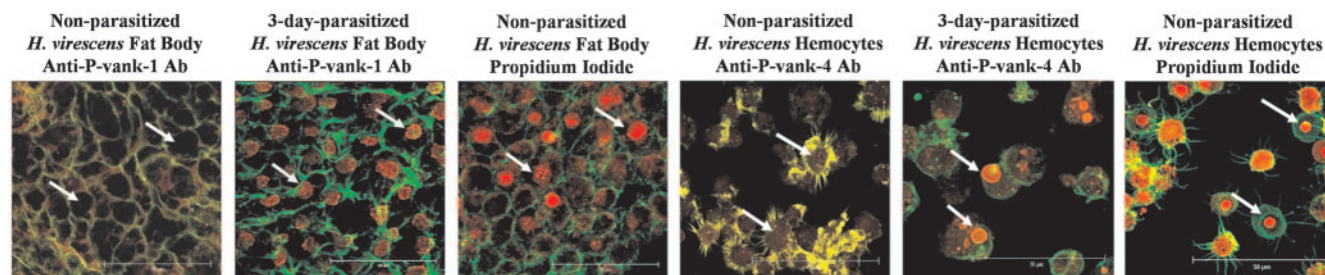 Non-parasitized
H. virescens Fat Body
Anti-P-vank-1 Ab
3-day-parasitized
H. virescens Fat Body
Anti-P-vank-1 Ab
Non-parasitized
H. virescens Fat Body
Propidium Iodide
Non-parasitized
H. virescens Hemocytes
Anti-P-vank-4 Ab
3-day-parasitized
H. virescens Hemocytes
Anti-P-vank-4 Ab
Non-parasitized
H. virescens Hemocytes
Propidium Iodide
50 µm